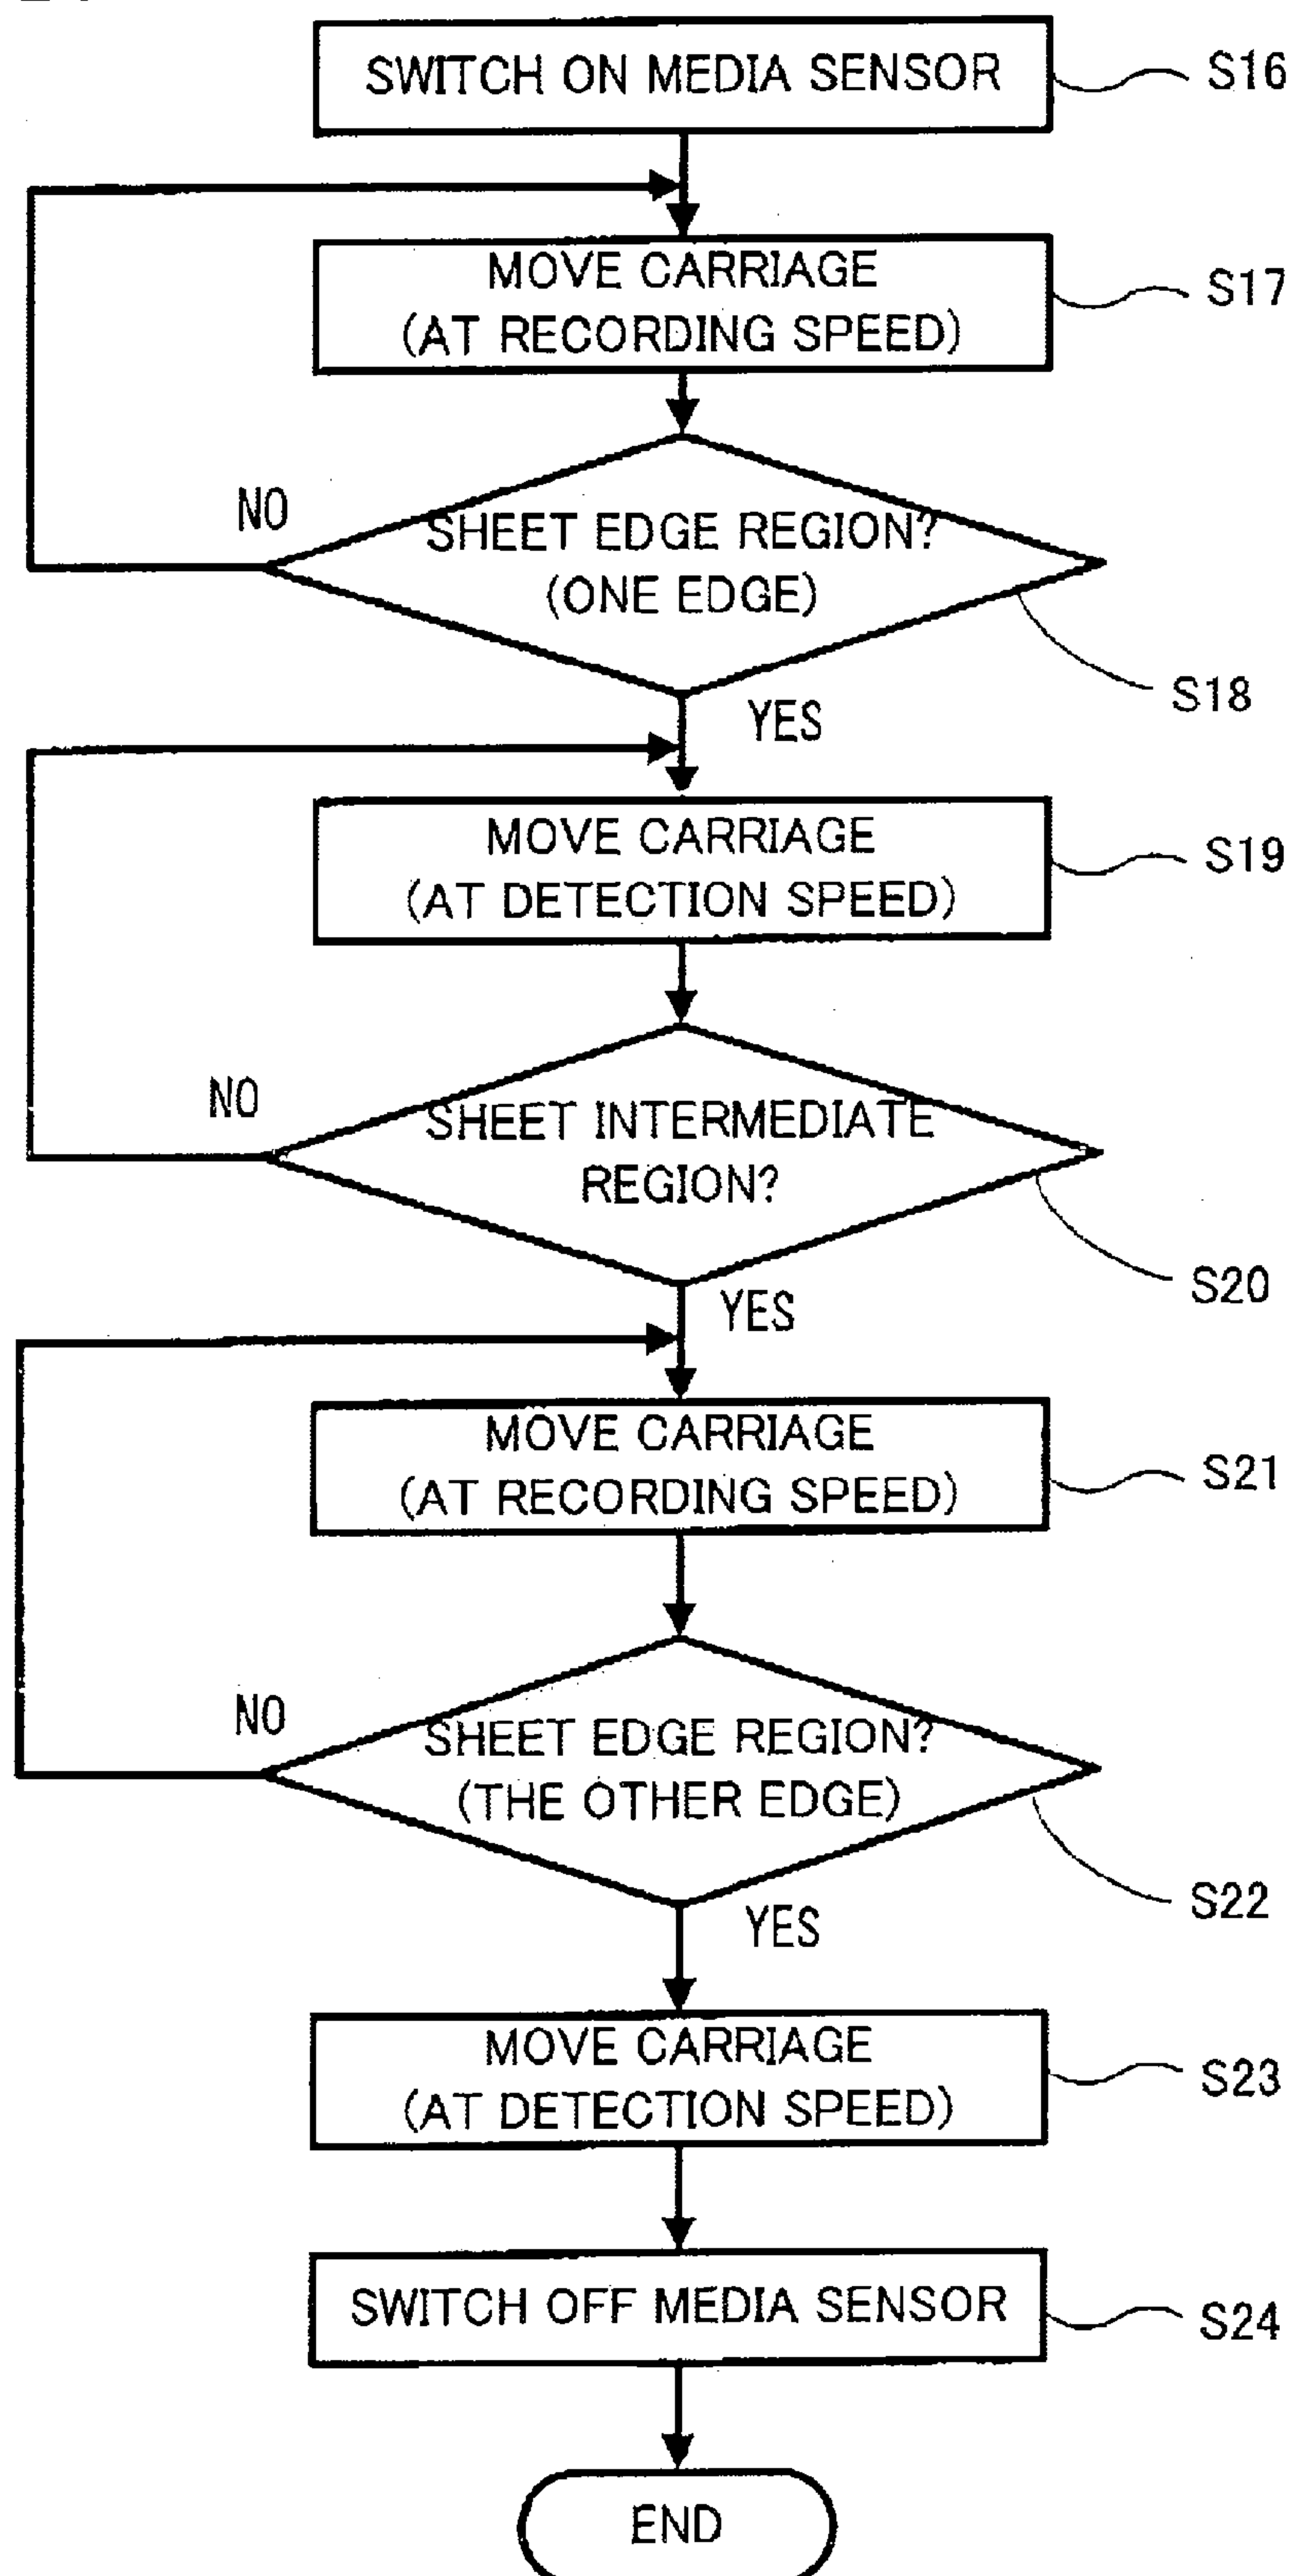 SWITCH ON MEDIA SENSOR
S16
MOVE CARRIAGE
(AT RECORDING SPEED)
S17
NO
SHEET EDGE REGION?
(ONE EDGE)
S18
YES
MOVE CARRIAGE
(AT DETECTION SPEED)
S19
NO
SHEET INTERMEDIATE
REGION?
S20
YES
MOVE CARRIAGE
(AT RECORDING SPEED)
S21
NO
SHEET EDGE REGION?
(THE OTHER EDGE)
S22
YES
MOVE CARRIAGE
(AT DETECTION SPEED)
S23
SWITCH OFF MEDIA SENSOR
S24
END